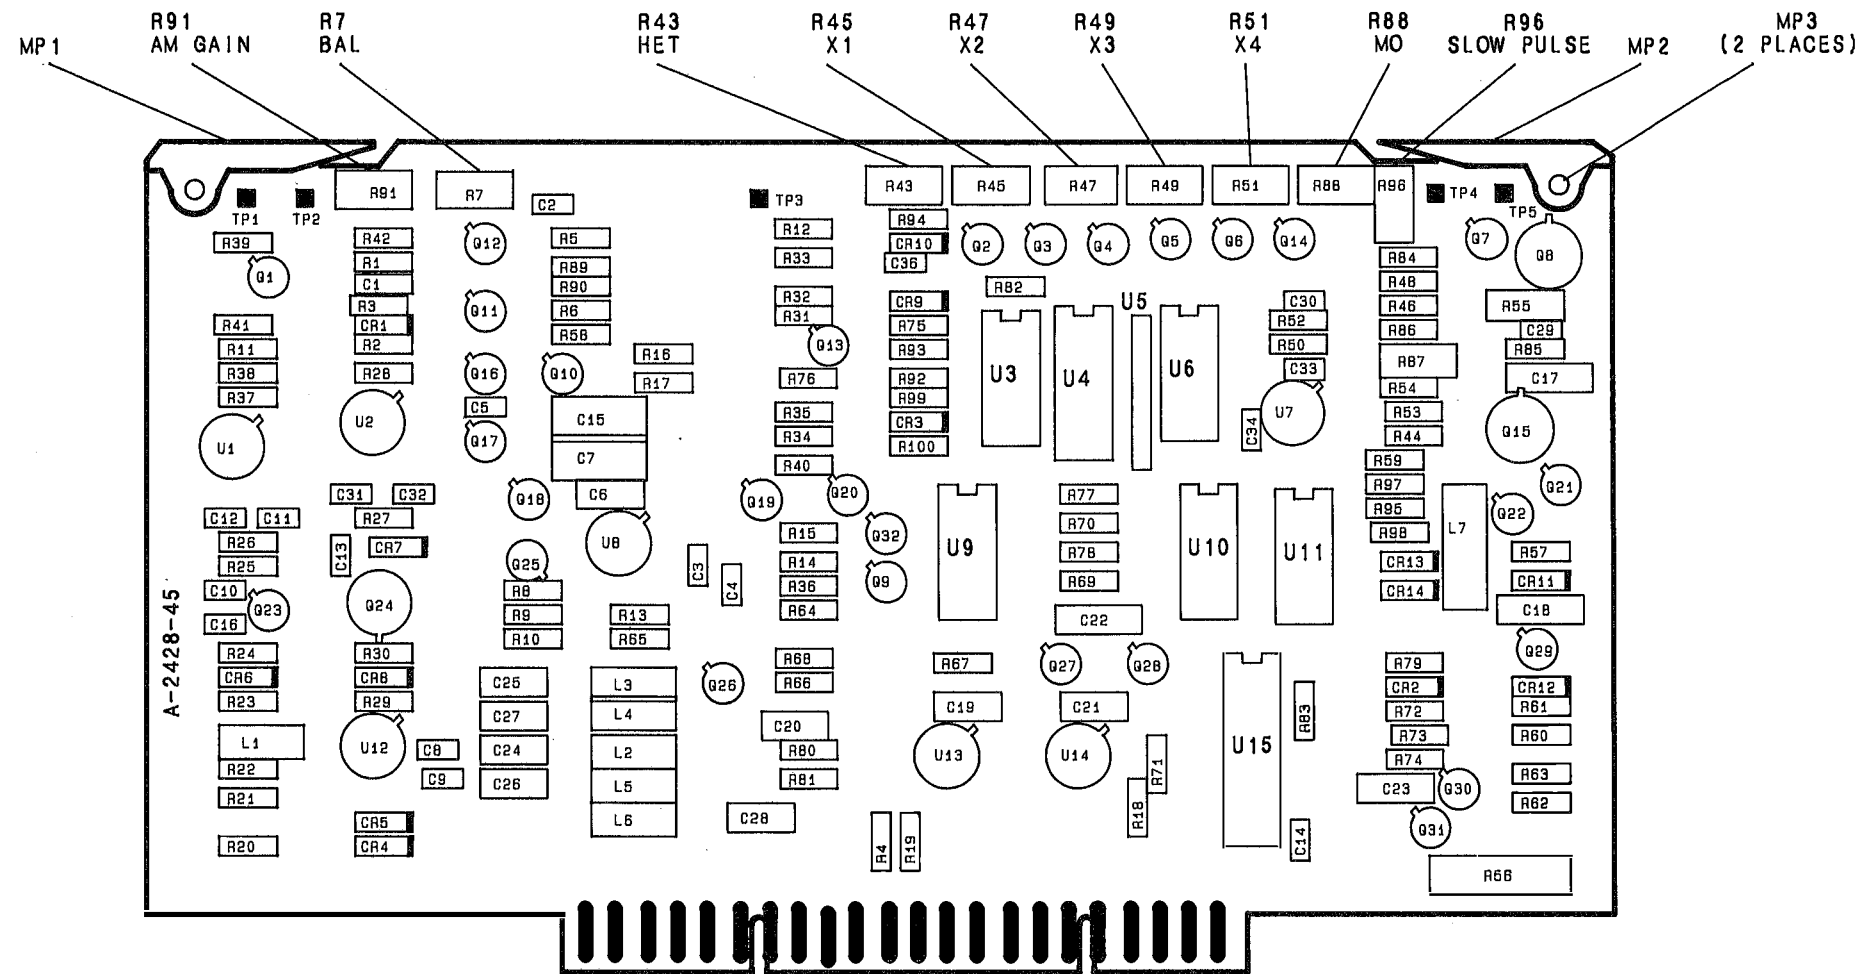 MP1
R91
AM GAIN
R7
BAL
R43
HET
R45
X1
R47
X2
R49
X3
R51
X4
R88
MO
R96
SLOW PULSE
MP2
MP3
(2 PLACES)
R91
R7
R43
R45
R47
R49
R51
R88
R96
TP1
TP2
TP3
TP4
TP5
C2
R39
Q1
R41
R11
R38
R37
U1
C12
C11
R26
R25
C10
Q23
C16
R24
CR6
R23
L1
R22
R21
R20
A-2428-45
R42
R1
C1
R3
CR1
R2
R28
U2
C31
C32
R27
C13
CR7
Q24
R30
CR8
R29
U12
C8
C9
CR5
CR4
Q12
Q11
Q16
C5
Q17
Q18
Q25
R8
R9
R10
C25
C27
C24
C26
R5
R89
R90
R6
R58
Q10
R16
R17
C15
C7
C6
U8
C3
C4
R13
R65
L3
L4
L2
L5
L6
Q26
C28
R12
R33
R32
R31
Q13
R76
R35
R34
R40
Q19
Q20
R15
R14
R36
R64
Q32
Q9
R68
R66
C20
R80
R81
R4
R19
R94
CR10
C36
CR9
R75
R93
R92
R99
CR3
R100
Q2
Q3
Q4
Q5
Q6
Q14
R82
U3
U4
U5
U6
C30
R52
R50
C33
U7
C34
U9
R77
R70
R78
R69
C22
U10
U11
R67
Q27
Q28
C19
C21
U13
U14
R71
R18
U15
R83
C14
R84
R48
R46
R86
R87
R54
R53
R44
R59
R97
R95
R98
CR13
CR14
L7
R79
CR2
R72
R73
R74
C23
Q30
Q31
R56
Q7
Q8
R55
C29
R85
C17
Q15
Q21
Q22
R57
CR11
C18
Q29
CR12
R61
R60
R63
R62